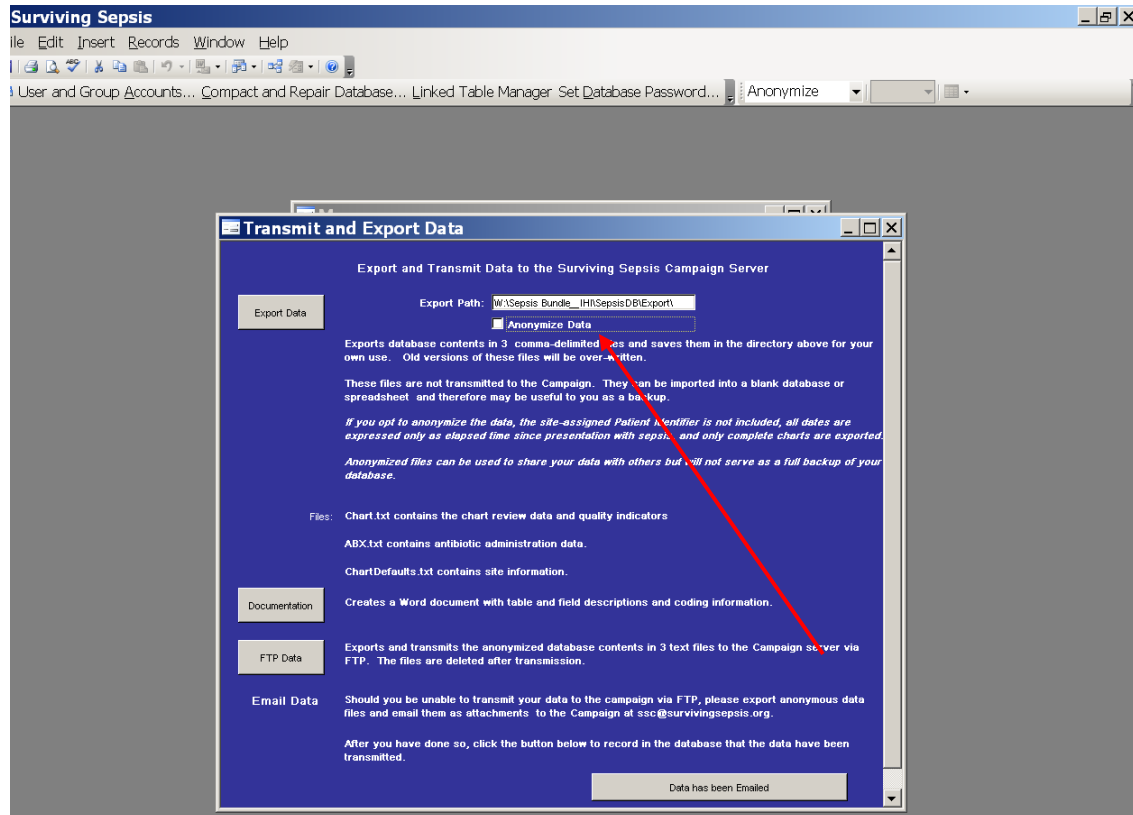 Surviving Sepsis
ile Edit Insert Records Window Help
User and Group Accounts... Compact and Repair Database... Linked Table Manager Set Database Password... Anonymize
Transmit and Export Data
Export and Transmit Data to the Surviving Sepsis Campaign Server
Export Data
Export Path: W:\Sepsis Bundle__IHI\SepsisDB\Export\
Anonymize Data
Exports database contents in 3 comma-delimited files and saves them in the directory above for your
own use. Old versions of these files will be over-written.
These files are not transmitted to the Campaign. They can be imported into a blank database or
spreadsheet and therefore may be useful to you as a backup.
If you opt to anonymize the data, the site-assigned Patient Identifier is not included, all dates are
expressed only as elapsed time since presentation with sepsis, and only complete charts are exported.
Anonymized files can be used to share your data with others but will not serve as a full backup of your
database.
Files: Chart.txt contains the chart review data and quality indicators
ABX.txt contains antibiotic administration data.
ChartDefaults.txt contains site information.
Documentation
Creates a Word document with table and field descriptions and coding information.
FTP Data
Exports and transmits the anonymized database contents in 3 text files to the Campaign server via
FTP. The files are deleted after transmission.
Email Data
Should you be unable to transmit your data to the campaign via FTP, please export anonymous data
files and email them as attachments to the Campaign at ssc@survivingsepsis.org.
After you have done so, click the button below to record in the database that the data have been
transmitted.
Data has been Emailed